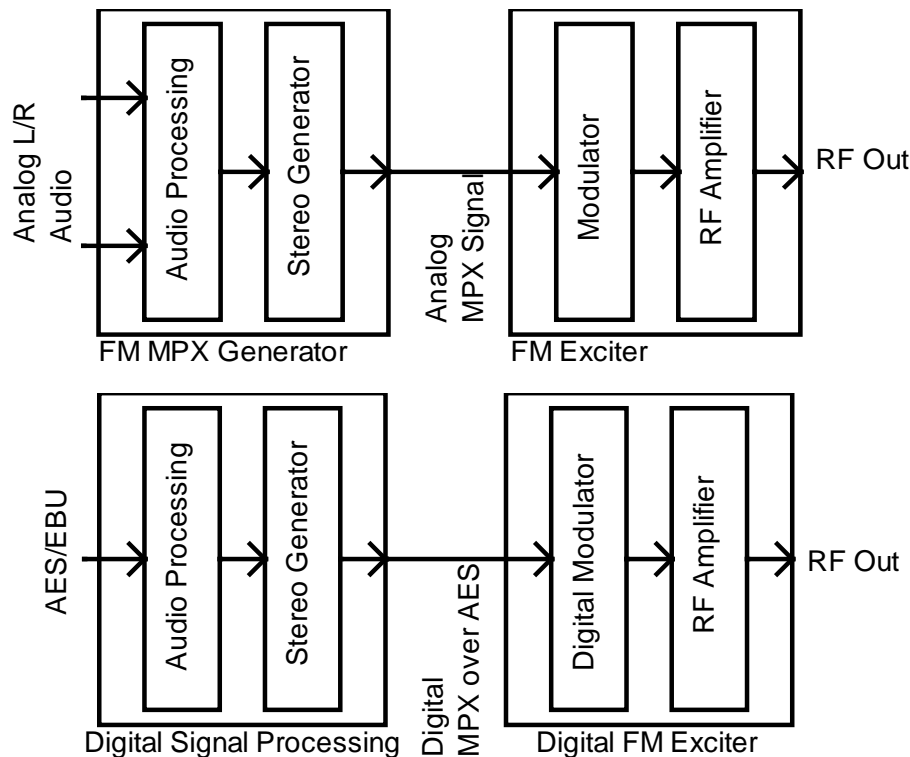 Analog L/R
Audio
Audio Processing
Stereo Generator
FM MPX Generator
Analog
MPX Signal
Modulator
RF Amplifier
FM Exciter
RF Out
AES/EBU
Audio Processing
Stereo Generator
Digital Signal Processing
Digital
MPX over AES
Digital Modulator
RF Amplifier
Digital FM Exciter
RF Out